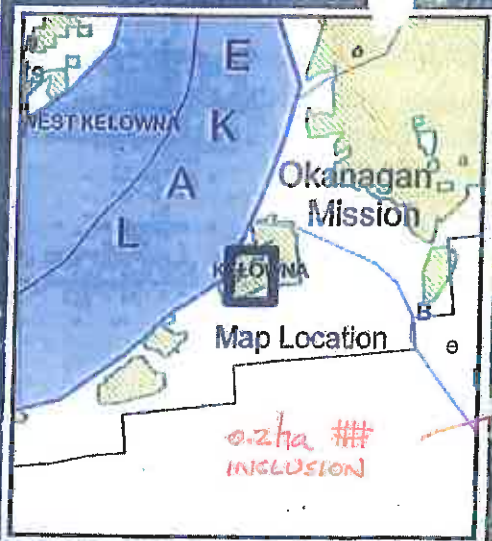 WEST KELOWNA
E
K
A
L
Okanagan
Mission
KELOWNA
Map Location
B
e
0.2ha ##
INCLUSION